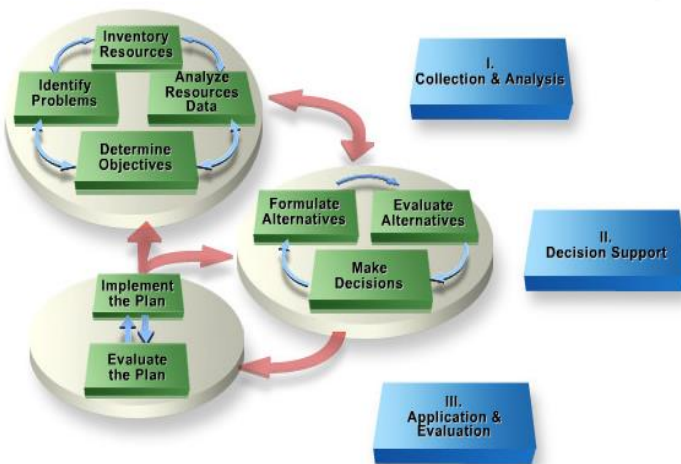 Inventory
Resources
Identify
Problems
Analyze
Resources
Data
Determine
Objectives
I.
Collection & Analysis
Formulate
Alternatives
Evaluate
Alternatives
Make
Decisions
II.
Decision Support
Implement
the Plan
Evaluate
the Plan
III.
Application &
Evaluation